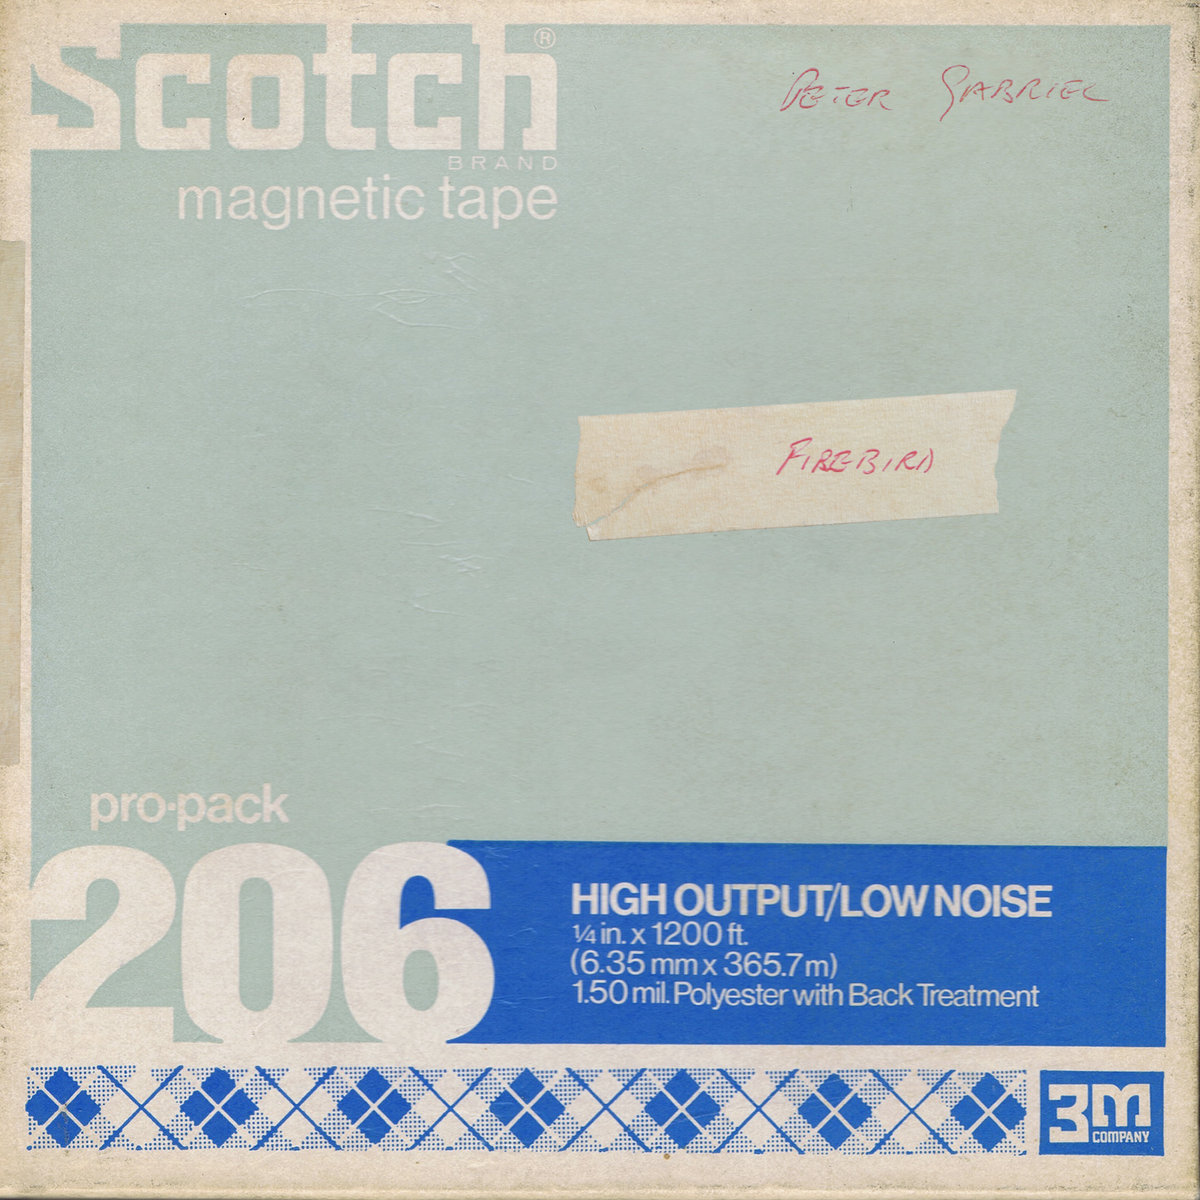 Scotch®
BRAND
magnetic tape
PETER GABRIEL
FIREBIRD
pro-pack
206
HIGH OUTPUT/LOW NOISE
¼ in. x 1200 ft.
(6.35 mm x 365.7 m)
1.50 mil. Polyester with Back Treatment
3M
COMPANY